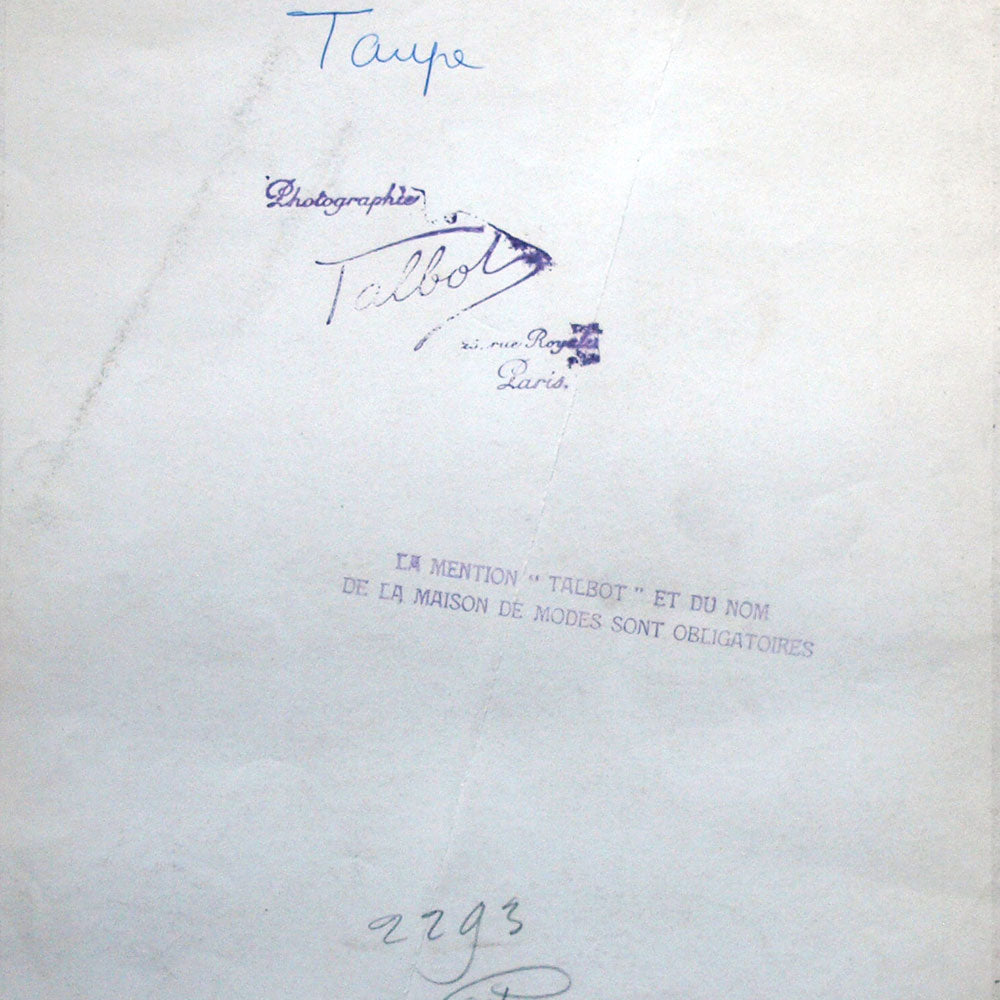 Taupe
Photographie
Talbot
rue Royale
Paris.
LA MENTION “ TALBOT ” ET DU NOM
DE LA MAISON DE MODES SONT OBLIGATOIRES
2293